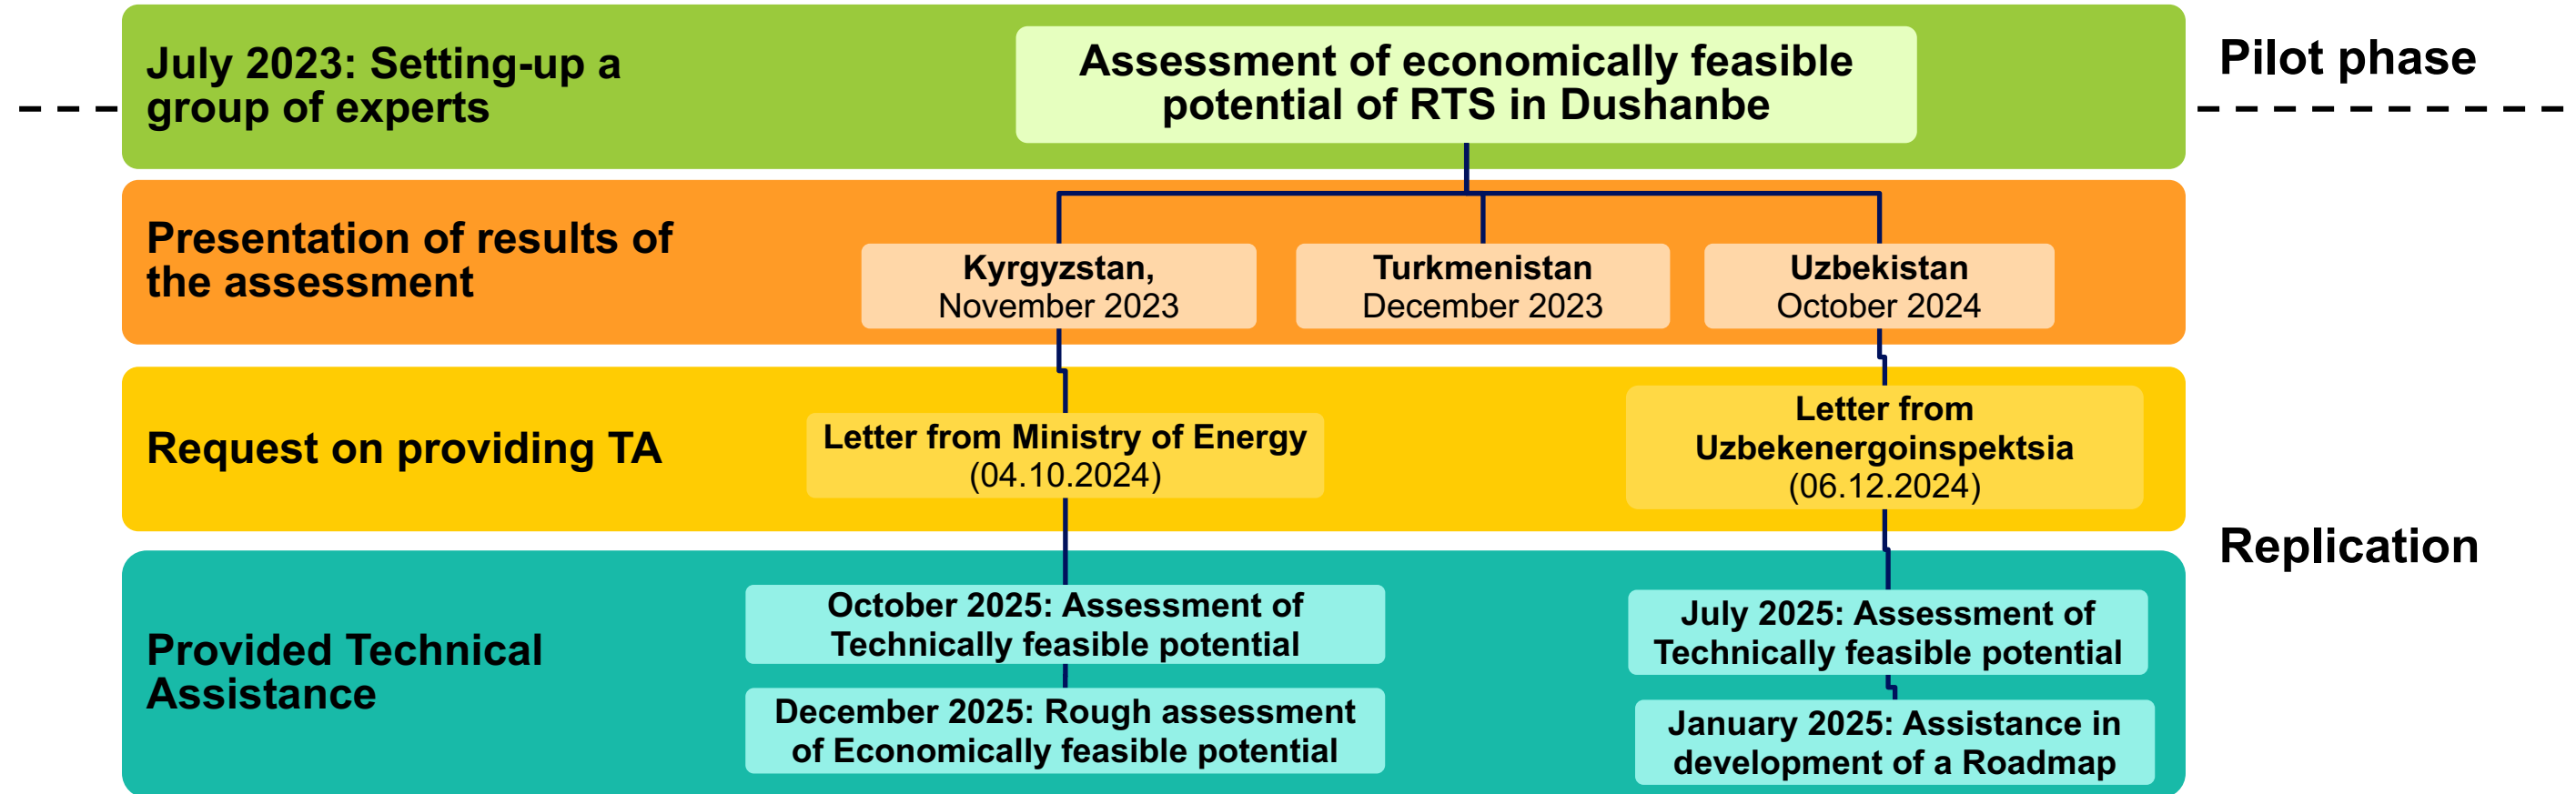 July 2023: Setting-up a
group of experts
Assessment of economically feasible
potential of RTS in Dushanbe
Pilot phase
Presentation of results of
the assessment
Kyrgyzstan,
November 2023
Turkmenistan
December 2023
Uzbekistan
October 2024
Request on providing TA
Letter from Ministry of Energy
(04.10.2024)
Letter from
Uzbekenergoinspektsia
(06.12.2024)
Replication
Provided Technical
Assistance
October 2025: Assessment of
Technically feasible potential
December 2025: Rough assessment
of Economically feasible potential
July 2025: Assessment of
Technically feasible potential
January 2025: Assistance in
development of a Roadmap